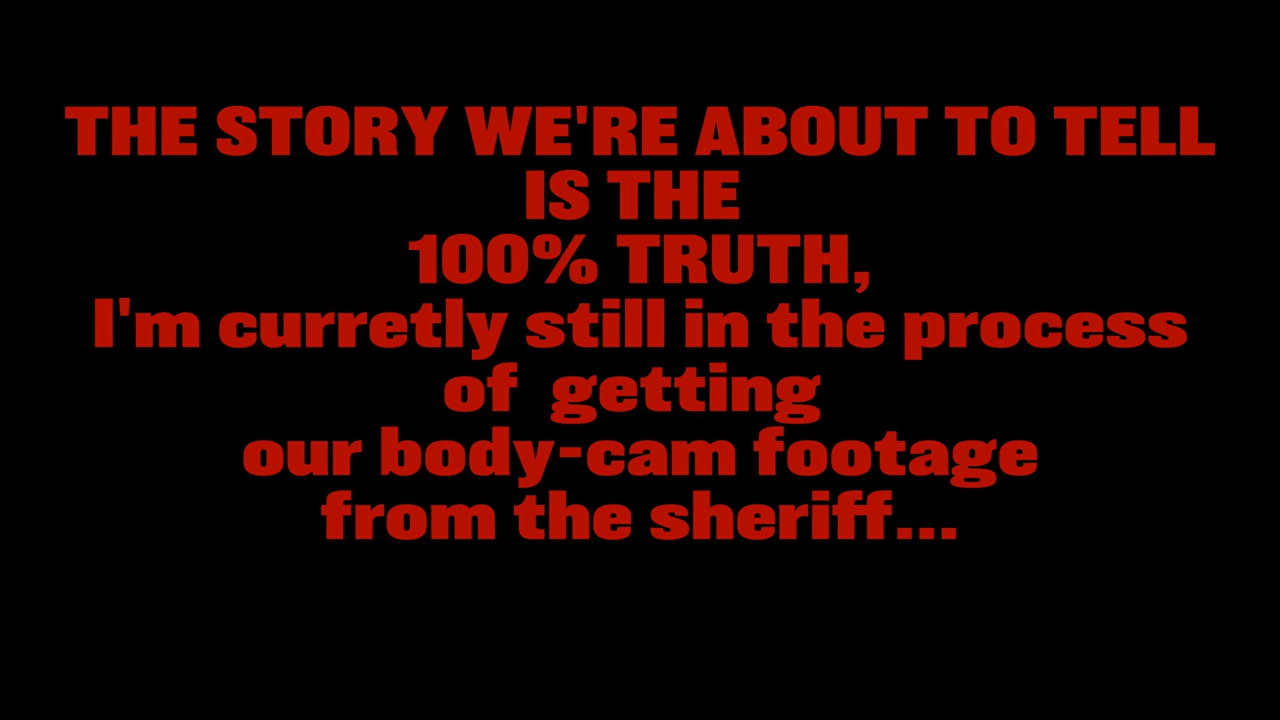 THE STORY WE'RE ABOUT TO TELL
IS THE
100% TRUTH,
I'm curretly still in the process
of  getting
our body-cam footage
from the sheriff...